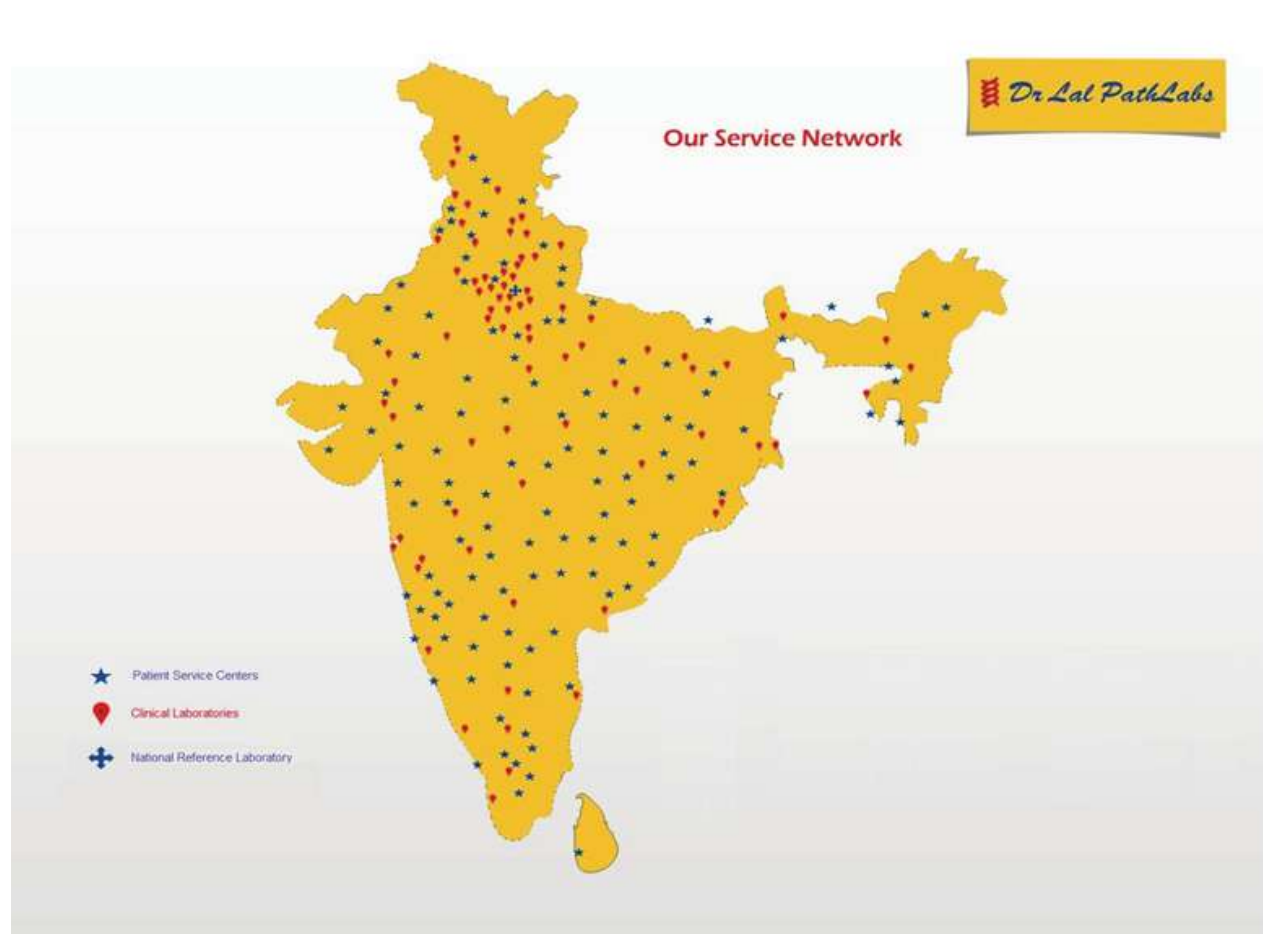 Dr Lal PathLabs
Our Service Network
Patient Service Centers
Clinical Laboratories
National Reference Laboratory